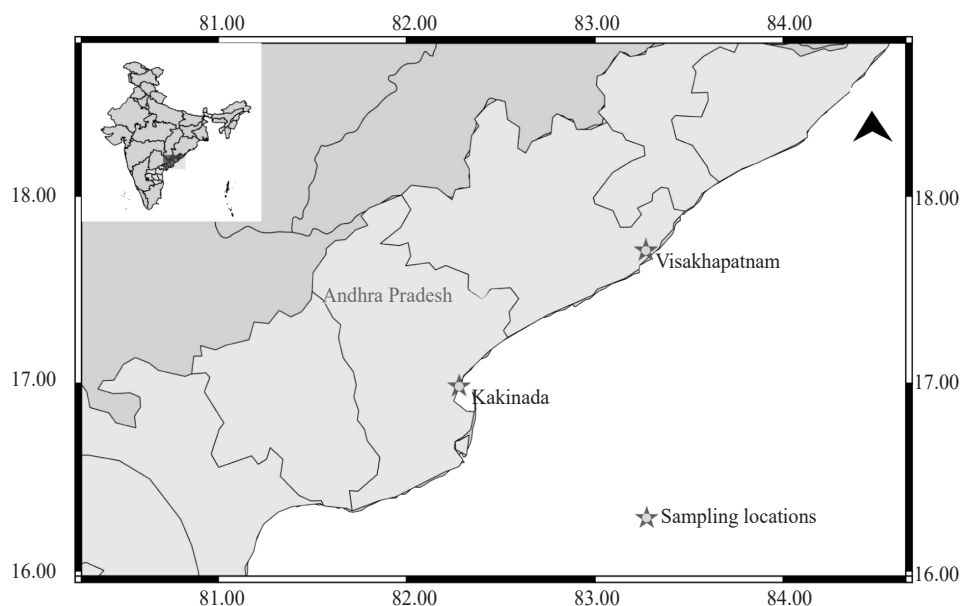 81.00 82.00 83.00 84.00
18.00 18.00
Visakhapatnam
Andhra Pradesh
17.00 17.00
Kakinada
Sampling locations
16.00 16.00
81.00 82.00 83.00 84.00